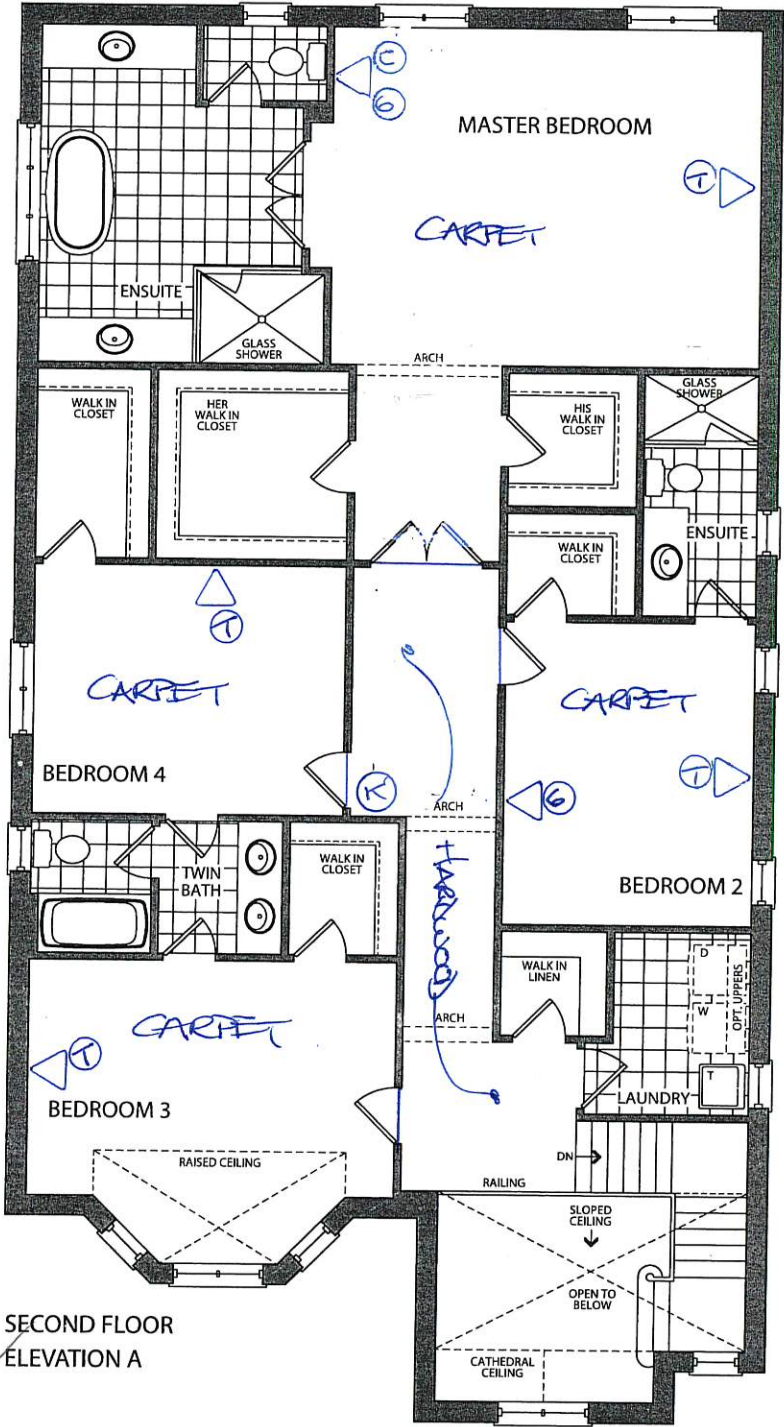 U
6
MASTER BEDROOM
T
CARPET
ENSUITE
GLASS
SHOWER
ARCH
WALK IN
CLOSET
HER
WALK IN
CLOSET
HIS
WALK IN
CLOSET
GLASS
SHOWER
ENSUITE
WALK IN
CLOSET
T
CARPET
CARPET
BEDROOM 4
K
ARCH
6
T
BEDROOM 2
TWIN
BATH
WALK IN
CLOSET
HARDWOOD
WALK IN
LINEN
D
W
OPT. UPPERS
T
LAUNDRY
ARCH
CARPET
T
BEDROOM 3
RAISED CEILING
DN
RAILING
SLOPED
CEILING
OPEN TO
BELOW
CATHEDRAL
CEILING
SECOND FLOOR
ELEVATION A